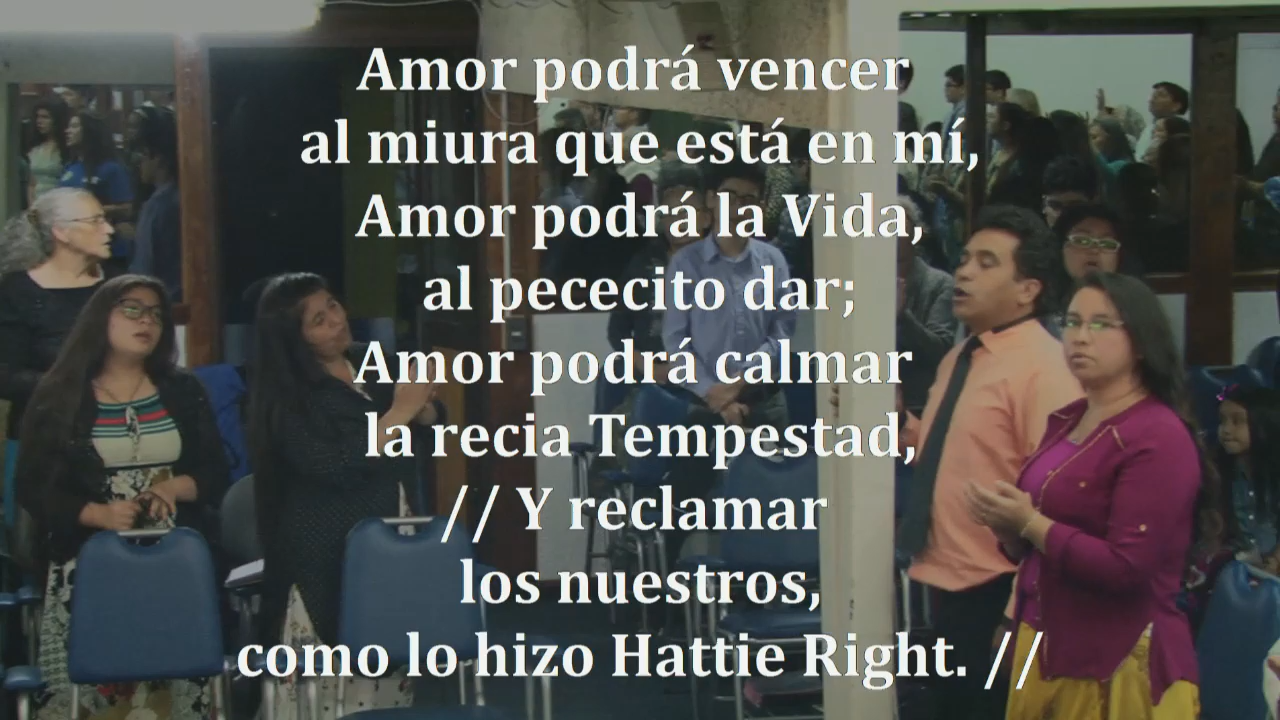 Amor podrá vencer
al miura que está en mí,
Amor podrá la Vida,
al pececito dar;
Amor podrá calmar
la recia Tempestad,
// Y reclamar
los nuestros,
como lo hizo Hattie Right. //